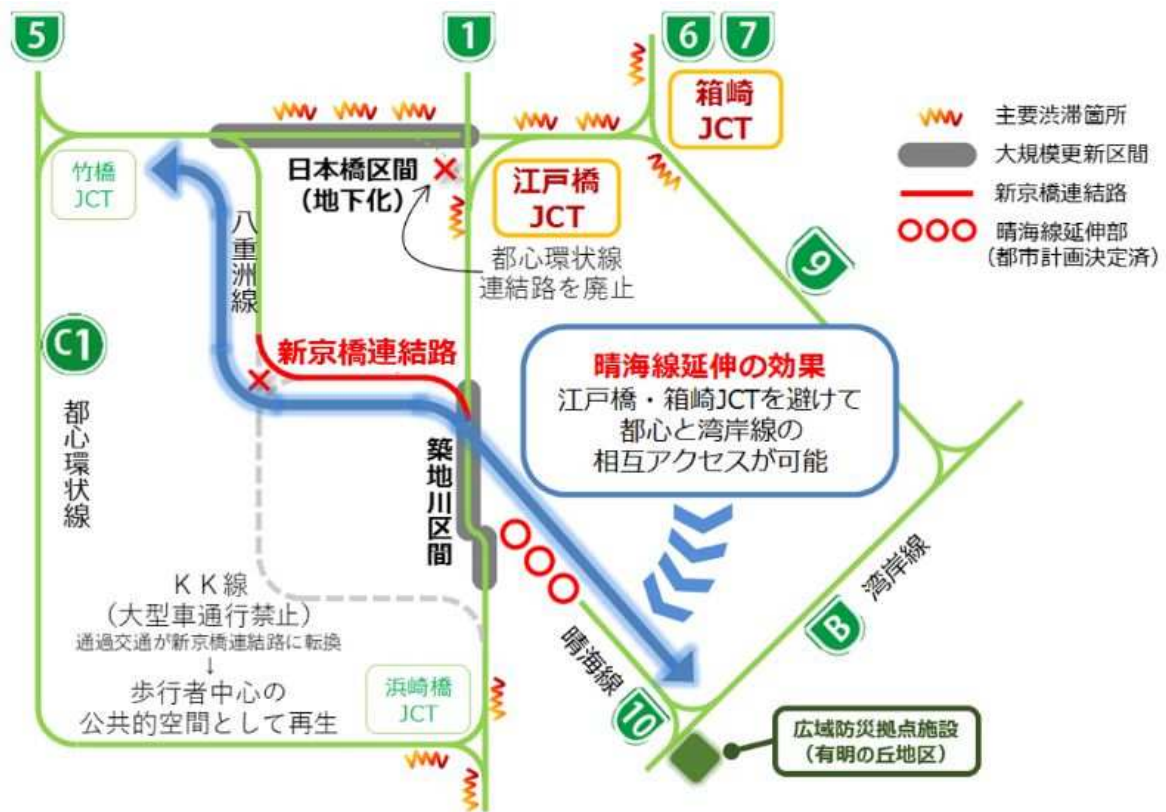 5
1
6
7
箱崎
JCT
主要渋滞箇所
大規模更新区間
新京橋連結路
晴海線延伸部
(都市計画決定済)
竹橋
JCT
日本橋区間
(地下化)
江戸橋
JCT
都心環状線
連結路を廃止
八重洲線
9
C1
都心環状線
新京橋連結路
晴海線延伸の効果
江戸橋・箱崎JCTを避けて
都心と湾岸線の
相互アクセスが可能
築地川区間
KK線
(大型車通行禁止)
通過交通が新京橋連結路に転換
↓
歩行者中心の
公共的空間として再生
浜崎橋
JCT
晴海線
10
湾岸線
B
広域防災拠点施設
(有明の丘地区)